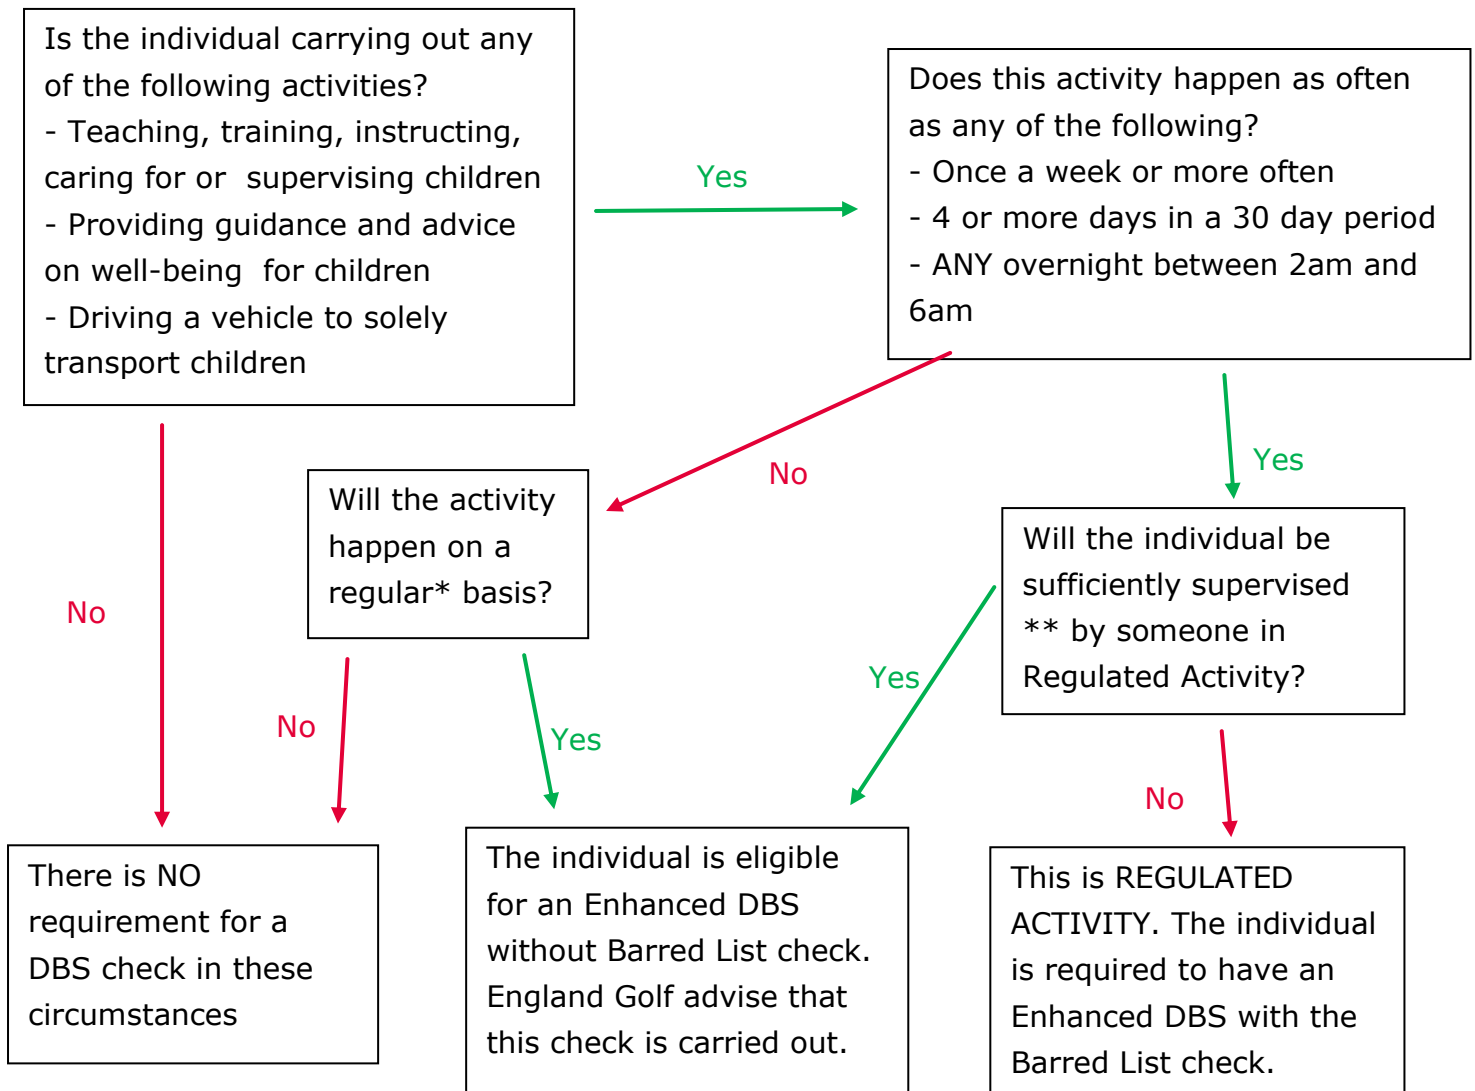 Is the individual carrying out any
of the following activities?
- Teaching, training, instructing,
caring for or  supervising children
- Providing guidance and advice
on well-being  for children
- Driving a vehicle to solely
transport children
Yes
Does this activity happen as often
as any of the following?
- Once a week or more often
- 4 or more days in a 30 day period
- ANY overnight between 2am and
6am
No
Yes
Will the activity
happen on a
regular* basis?
Will the individual be
sufficiently supervised
** by someone in
Regulated Activity?
No
No
Yes
Yes
No
There is NO
requirement for a
DBS check in these
circumstances
The individual is eligible
for an Enhanced DBS
without Barred List check.
England Golf advise that
this check is carried out.
This is REGULATED
ACTIVITY. The individual
is required to have an
Enhanced DBS with the
Barred List check.